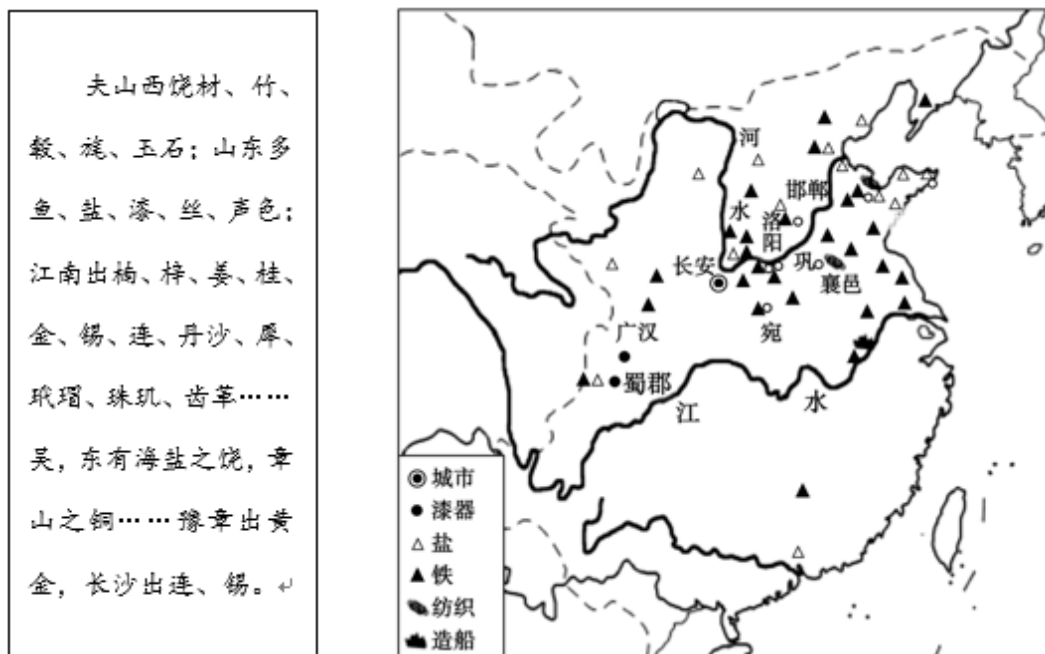 夫山西饶材、竹、
榖、旄、玉石；山东多
鱼、盐、漆、丝、声色；
江南出楠、梓、姜、桂、
金、锡、连、丹沙、犀、
玳瑁、珠玑、齿革……
吴，东有海盐之饶，章
山之铜……豫章出黄
金，长沙出连、锡。
河
水
邯郸
洛
阳
长安
巩
襄邑
宛
广汉
蜀郡
江
水
城市
漆器
盐
铁
纺织
造船